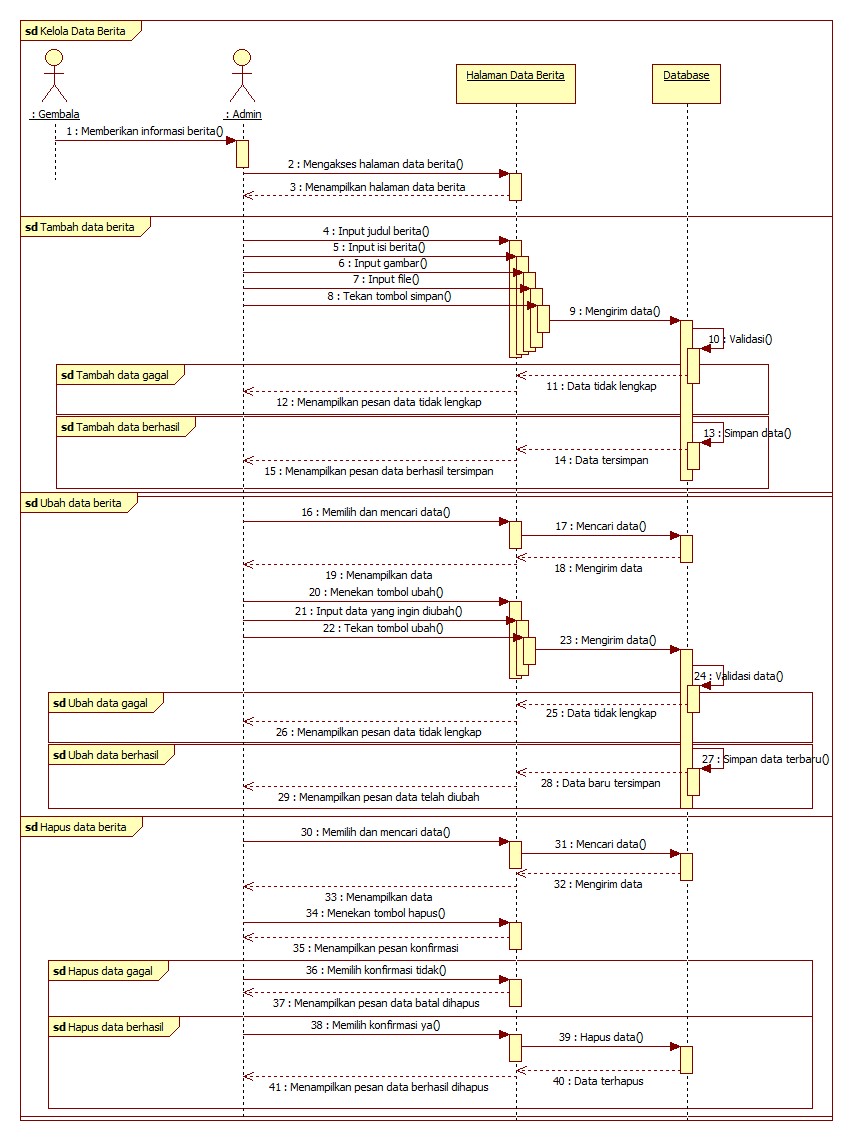 sd Kelola Data Berita
: Gembala
: Admin
Halaman Data Berita
Database
1 : Memberikan informasi berita()
2 : Mengakses halaman data berita()
3 : Menampilkan halaman data berita
sd Tambah data berita
4 : Input judul berita()
5 : Input isi berita()
6 : Input gambar()
7 : Input file()
8 : Tekan tombol simpan()
9 : Mengirim data()
10 : Validasi()
sd Tambah data gagal
11 : Data tidak lengkap
12 : Menampilkan pesan data tidak lengkap
sd Tambah data berhasil
13 : Simpan data()
14 : Data tersimpan
15 : Menampilkan pesan data berhasil tersimpan
sd Ubah data berita
16 : Memilih dan mencari data()
17 : Mencari data()
18 : Mengirim data
19 : Menampilkan data
20 : Menekan tombol ubah()
21 : Input data yang ingin diubah()
22 : Tekan tombol ubah()
23 : Mengirim data()
24 : Validasi data()
sd Ubah data gagal
25 : Data tidak lengkap
26 : Menampilkan pesan data tidak lengkap
sd Ubah data berhasil
27 : Simpan data terbaru()
28 : Data baru tersimpan
29 : Menampilkan pesan data telah diubah
sd Hapus data berita
30 : Memilih dan mencari data()
31 : Mencari data()
32 : Mengirim data
33 : Menampilkan data
34 : Menekan tombol hapus()
35 : Menampilkan pesan konfirmasi
sd Hapus data gagal
36 : Memilih konfirmasi tidak()
37 : Menampilkan pesan data batal dihapus
sd Hapus data berhasil
38 : Memilih konfirmasi ya()
39 : Hapus data()
40 : Data terhapus
41 : Menampilkan pesan data berhasil dihapus